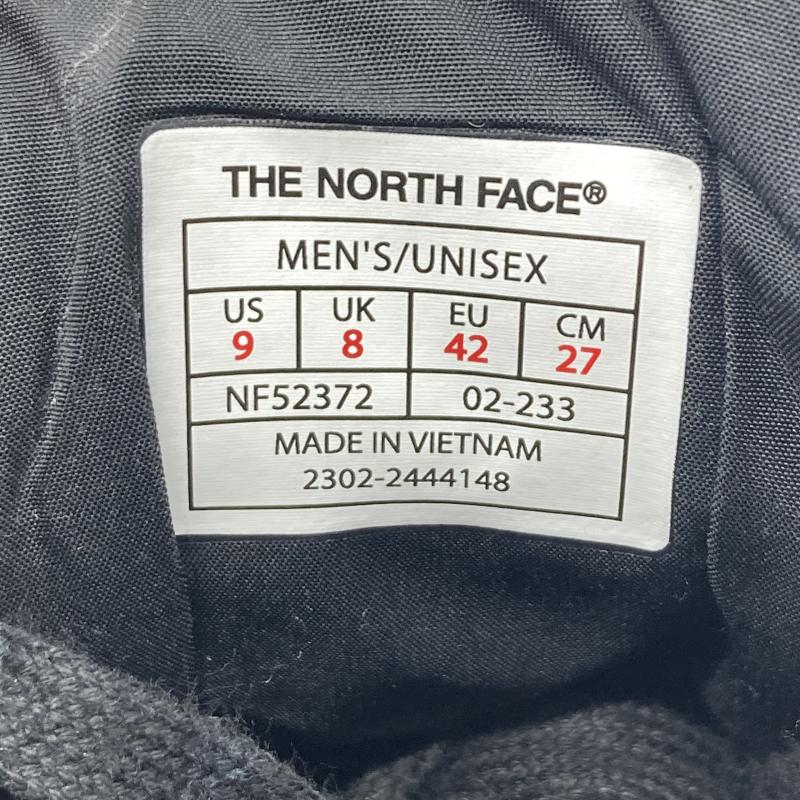 THE NORTH FACE®
MEN'S/UNISEX
US UK EU CM
9 8 42 27
NF52372 02-233
MADE IN VIETNAM
2302-2444148